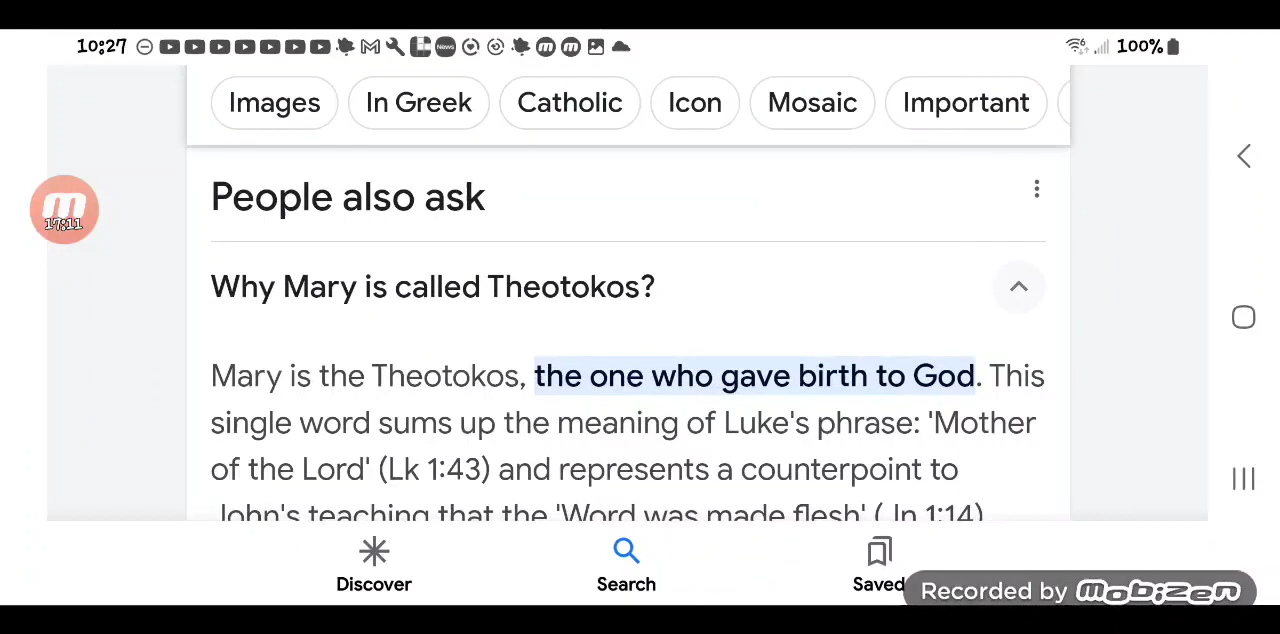 10:27
News
100%
Images In Greek Catholic Icon Mosaic Important
People also ask
17:11
Why Mary is called Theotokos?
Mary is the Theotokos, the one who gave birth to God. This
single word sums up the meaning of Luke's phrase: 'Mother
of the Lord' (Lk 1:43) and represents a counterpoint to
John's teaching that the 'Word was made flesh' (Jn 1:14)
Discover Search Saved
Recorded by mobizen